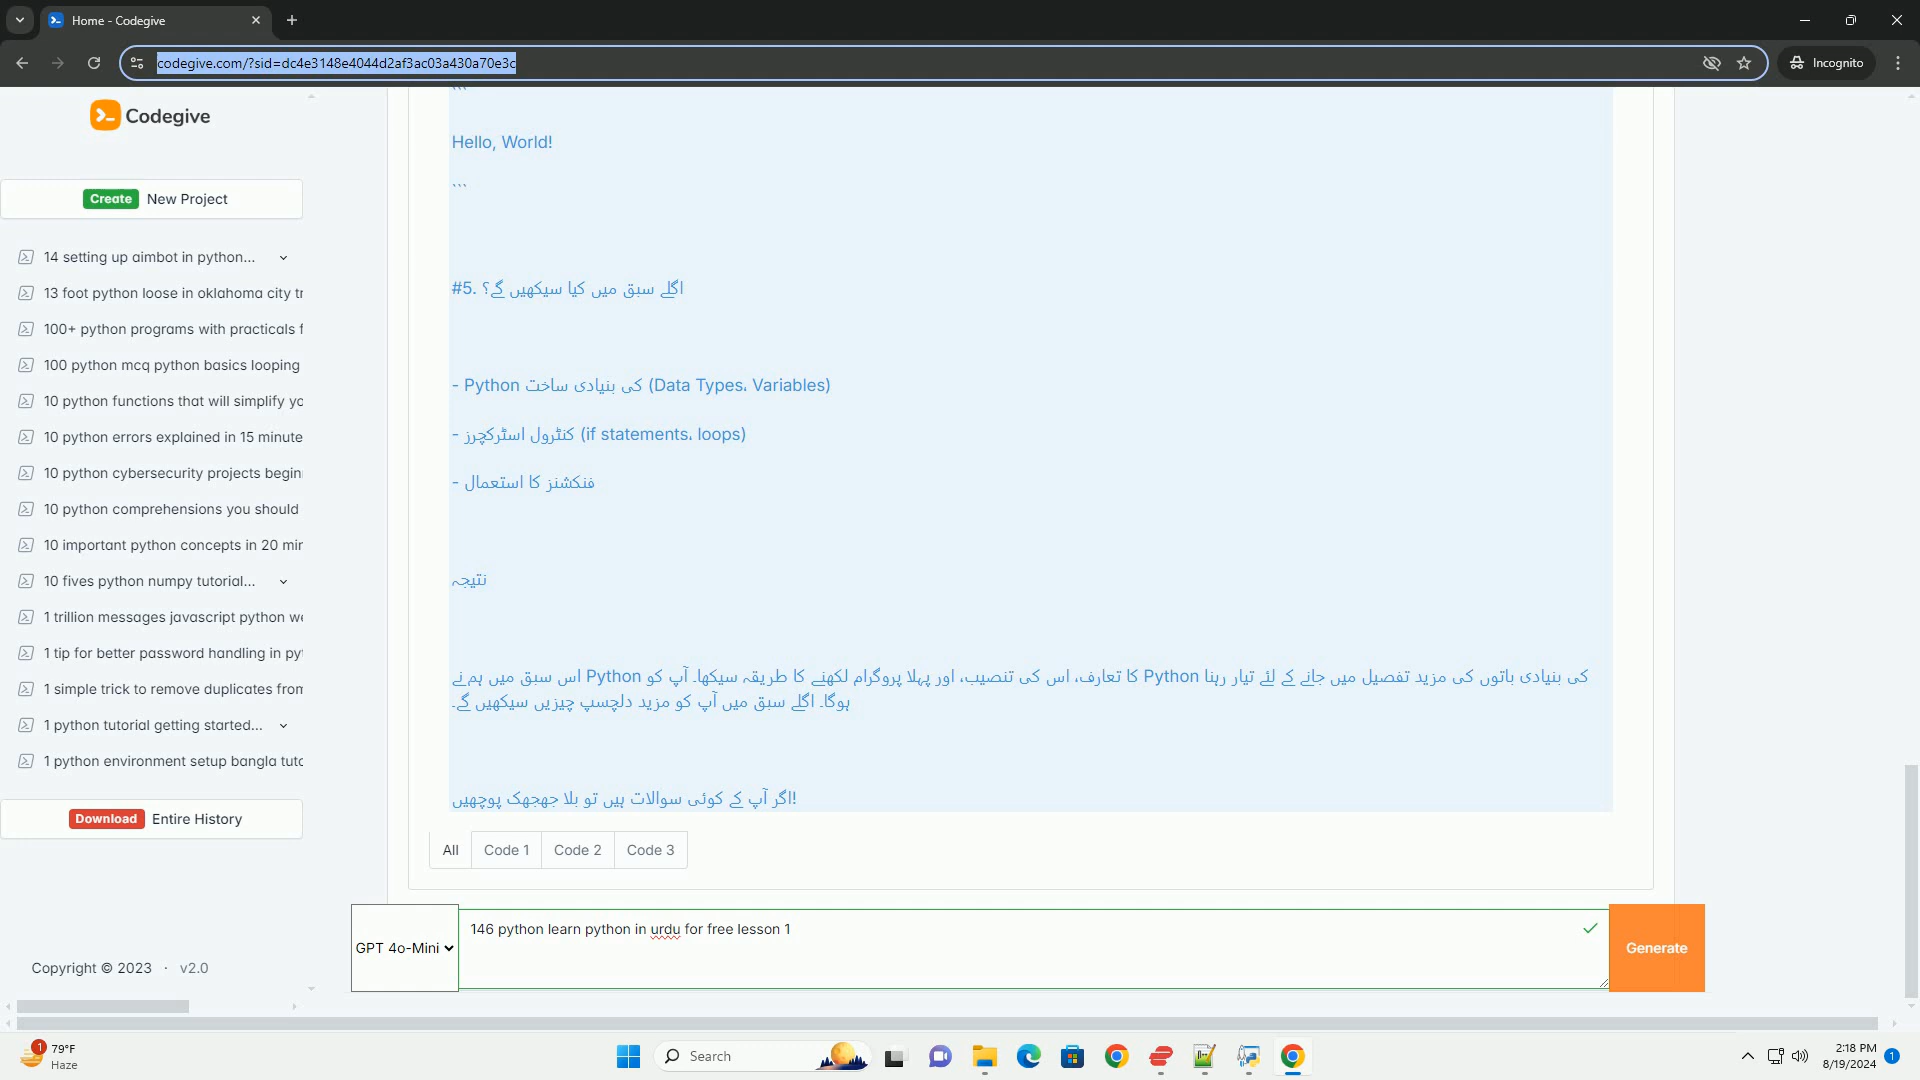 Home - Codegive
codegive.com/?sid=dc4e3148e4044d2af3ac03a430a70e3c
Incognito
Codegive
Create New Project
14 setting up aimbot in python...
13 foot python loose in oklahoma city tr
100+ python programs with practicals f
100 python mcq python basics looping
10 python functions that will simplify yo
10 python errors explained in 15 minute
10 python cybersecurity projects begin
10 python comprehensions you should
10 important python concepts in 20 min
10 fives python numpy tutorial...
1 trillion messages javascript python we
1 tip for better password handling in pyt
1 simple trick to remove duplicates from
1 python tutorial getting started...
1 python environment setup bangla tuto
Download Entire History
Copyright © 2023 · v2.0
```
Hello, World!
```
#5. اگلے سبق میں کیا سیکھیں گے؟
- Python کی بنیادی ساخت (Data Types، Variables)
- کنٹرول اسٹرکچرز (if statements، loops)
- فنکشنز کا استعمال
نتیجہ
اس سبق میں ہم نے Python کا تعارف، اس کی تنصیب، اور پہلا پروگرام لکھنے کا طریقہ سیکھا۔ آپ کو Python کی بنیادی باتوں کی مزید تفصیل میں جانے کے لئے تیار رہنا
ہوگا۔ اگلے سبق میں آپ کو مزید دلچسپ چیزیں سیکھیں گے۔
اگر آپ کے کوئی سوالات ہیں تو بلا جھجھک پوچھیں!
All Code 1 Code 2 Code 3
GPT 4o-Mini
146 python learn python in urdu for free lesson 1
Generate
1
79°F
Haze
Search
2:18 PM
8/19/2024
1